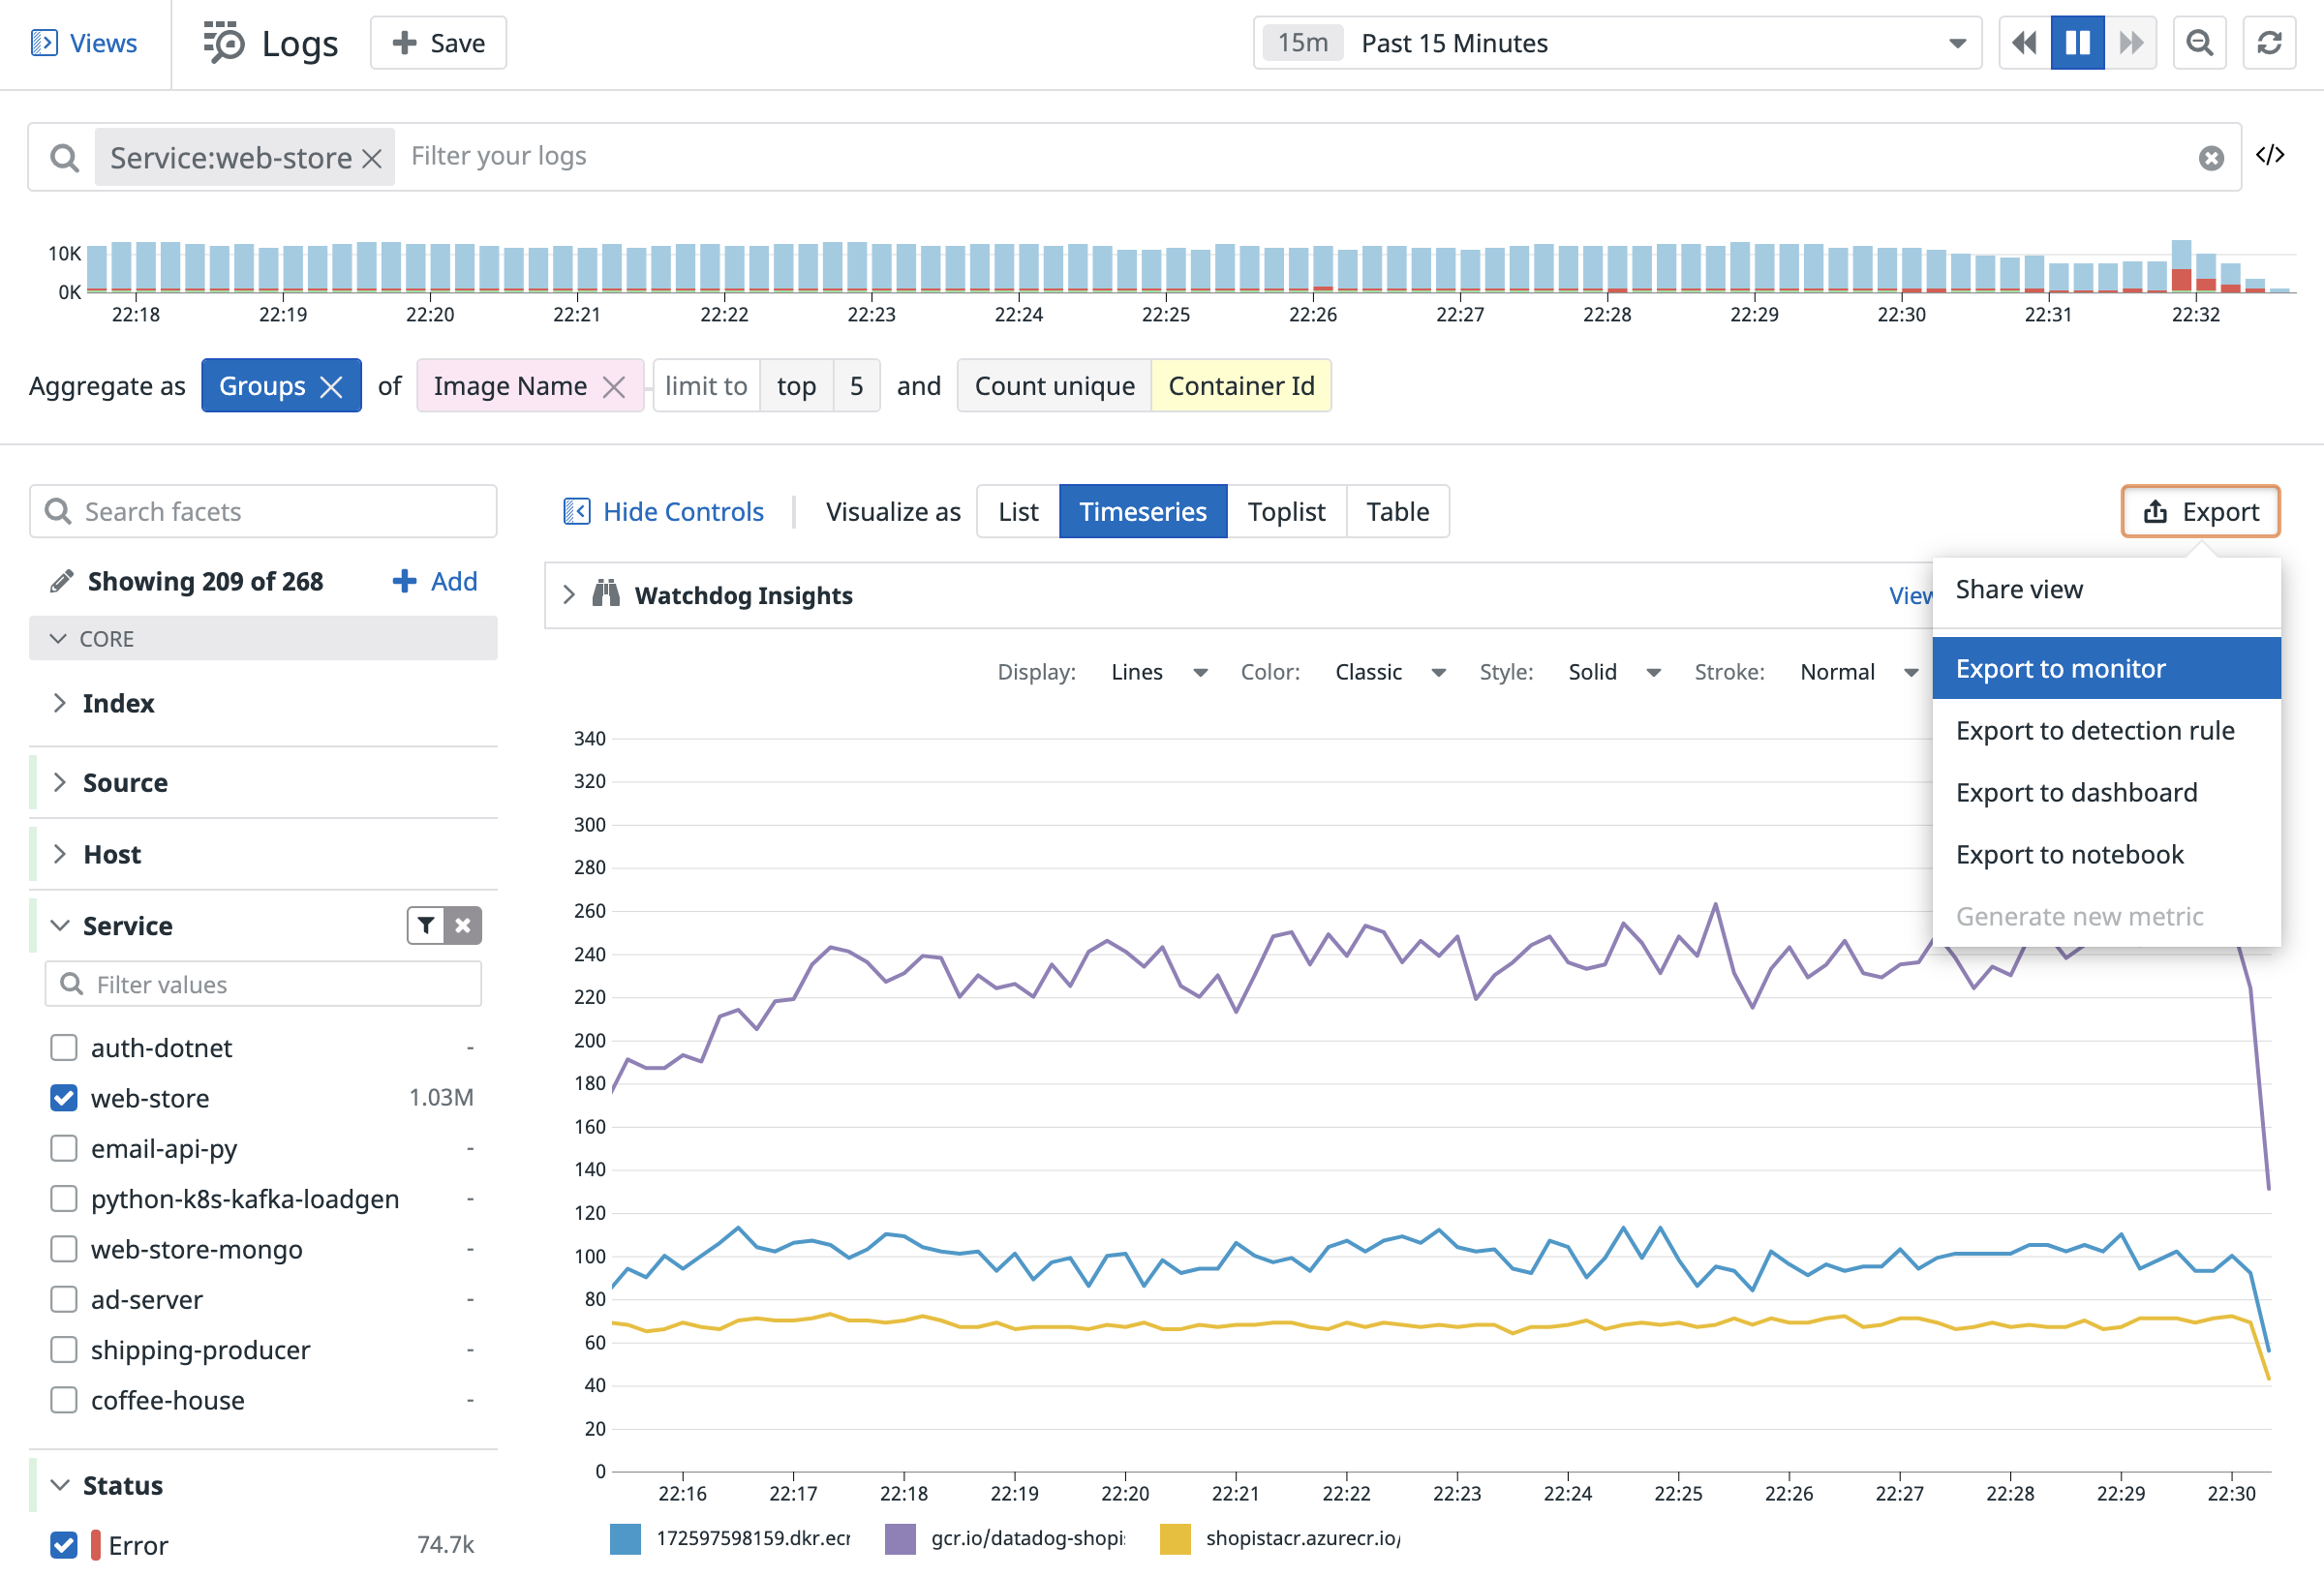 Views
Logs
Save
15m Past 15 Minutes
Service:web-store Filter your logs
</>
10K
0K
22:18 22:19 22:20 22:21 22:22 22:23 22:24 22:25 22:26 22:27 22:28 22:29 22:30 22:31 22:32
Aggregate as Groups of Image Name limit to top 5 and Count unique Container Id
Search facets
Showing 209 of 268 Add
CORE
Index
Source
Host
Service
Filter values
auth-dotnet -
web-store 1.03M
email-api-py -
python-k8s-kafka-loadgen -
web-store-mongo -
ad-server -
shipping-producer -
coffee-house -
Status
Error 74.7k
Hide Controls Visualize as List Timeseries Toplist Table
Export
Watchdog Insights View
Share view
Export to monitor
Export to detection rule
Export to dashboard
Export to notebook
Generate new metric
Display: Lines Color: Classic Style: Solid Stroke: Normal
340
320
300
280
260
240
220
200
180
160
140
120
100
80
60
40
20
0
22:16 22:17 22:18 22:19 22:20 22:21 22:22 22:23 22:24 22:25 22:26 22:27 22:28 22:29 22:30
172597598159.dkr.ecr gcr.io/datadog-shopi shopistacr.azurecr.io/